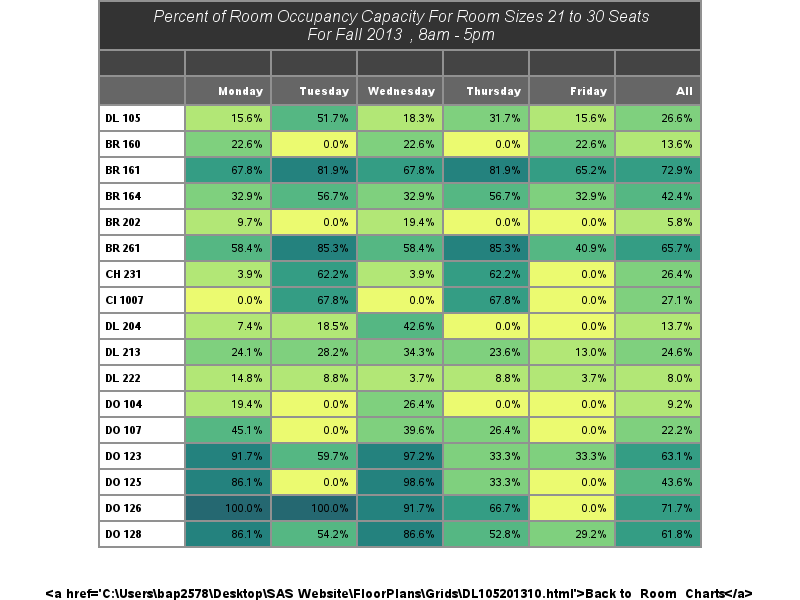 Percent of Room Occupancy Capacity For Room Sizes 21 to 30 Seats
For Fall 2013 , 8am - 5pm
Monday Tuesday Wednesday Thursday Friday All
DL 105 15.6% 51.7% 18.3% 31.7% 15.6% 26.6%
BR 160 22.6% 0.0% 22.6% 0.0% 22.6% 13.6%
BR 161 67.8% 81.9% 67.8% 81.9% 65.2% 72.9%
BR 164 32.9% 56.7% 32.9% 56.7% 32.9% 42.4%
BR 202 9.7% 0.0% 19.4% 0.0% 0.0% 5.8%
BR 261 58.4% 85.3% 58.4% 85.3% 40.9% 65.7%
CH 231 3.9% 62.2% 3.9% 62.2% 0.0% 26.4%
CI 1007 0.0% 67.8% 0.0% 67.8% 0.0% 27.1%
DL 204 7.4% 18.5% 42.6% 0.0% 0.0% 13.7%
DL 213 24.1% 28.2% 34.3% 23.6% 13.0% 24.6%
DL 222 14.8% 8.8% 3.7% 8.8% 3.7% 8.0%
DO 104 19.4% 0.0% 26.4% 0.0% 0.0% 9.2%
DO 107 45.1% 0.0% 39.6% 26.4% 0.0% 22.2%
DO 123 91.7% 59.7% 97.2% 33.3% 33.3% 63.1%
DO 125 86.1% 0.0% 98.6% 33.3% 0.0% 43.6%
DO 126 100.0% 100.0% 91.7% 66.7% 0.0% 71.7%
DO 128 86.1% 54.2% 86.6% 52.8% 29.2% 61.8%
<a href='C:\Users\bap2578\Desktop\SAS Website\FloorPlans\Grids\DL105201310.html'>Back to Room Charts</a>